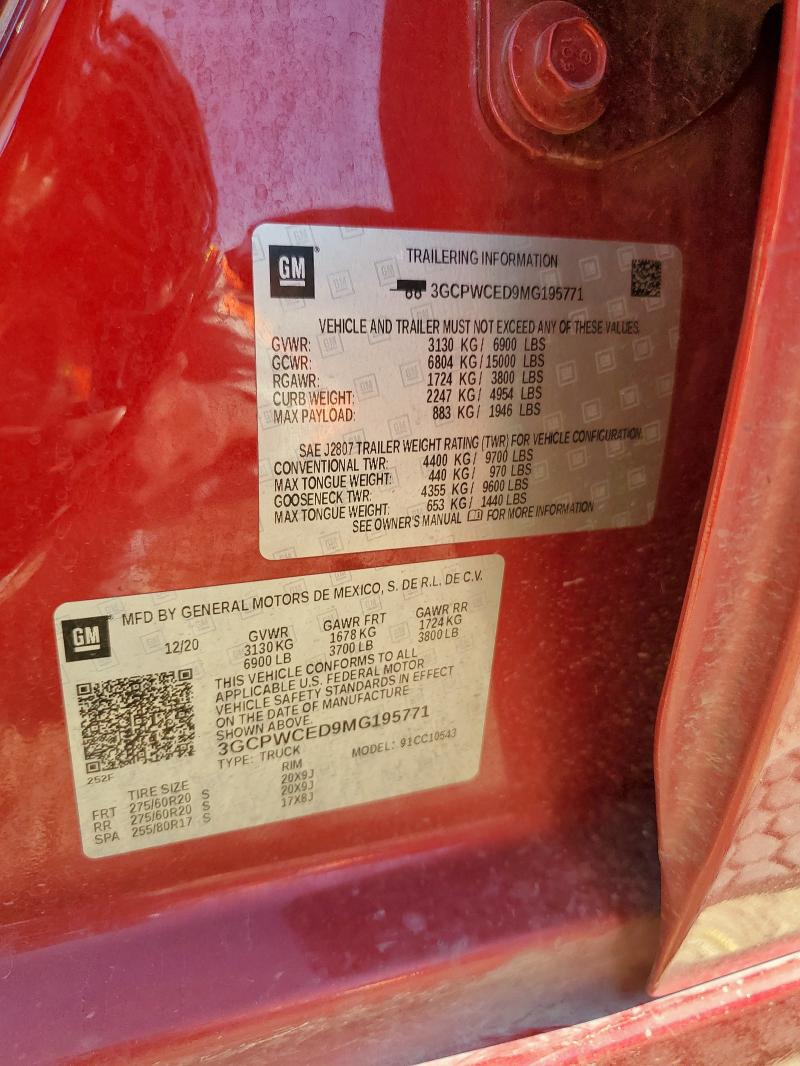 GM
TRAILERING INFORMATION
3GCPWCED9MG195771
VEHICLE AND TRAILER MUST NOT EXCEED ANY OF THESE VALUES.
GVWR: 3130 KG / 6900 LBS
GCWR: 6804 KG / 15000 LBS
RGAWR: 1724 KG / 3800 LBS
CURB WEIGHT: 2247 KG / 4954 LBS
MAX PAYLOAD: 883 KG / 1946 LBS
SAE J2807 TRAILER WEIGHT RATING (TWR) FOR VEHICLE CONFIGURATION.
CONVENTIONAL TWR: 4400 KG / 9700 LBS
MAX TONGUE WEIGHT: 440 KG / 970 LBS
GOOSENECK TWR: 4355 KG / 9600 LBS
MAX TONGUE WEIGHT: 653 KG / 1440 LBS
SEE OWNER'S MANUAL FOR MORE INFORMATION
GM
MFD BY GENERAL MOTORS DE MEXICO, S. DE R.L. DE C.V.
12/20 GVWR GAWR FRT GAWR RR
3130 KG 1678 KG 1724 KG
6900 LB 3700 LB 3800 LB
THIS VEHICLE CONFORMS TO ALL
APPLICABLE U.S. FEDERAL MOTOR
VEHICLE SAFETY STANDARDS IN EFFECT
ON THE DATE OF MANUFACTURE
SHOWN ABOVE.
3GCPWCED9MG195771
TYPE: TRUCK MODEL: 91CC10543
252F
TIRE SIZE RIM
FRT 275/60R20 S 20X9J
RR 275/60R20 S 20X9J
SPA 255/80R17 S 17X8J